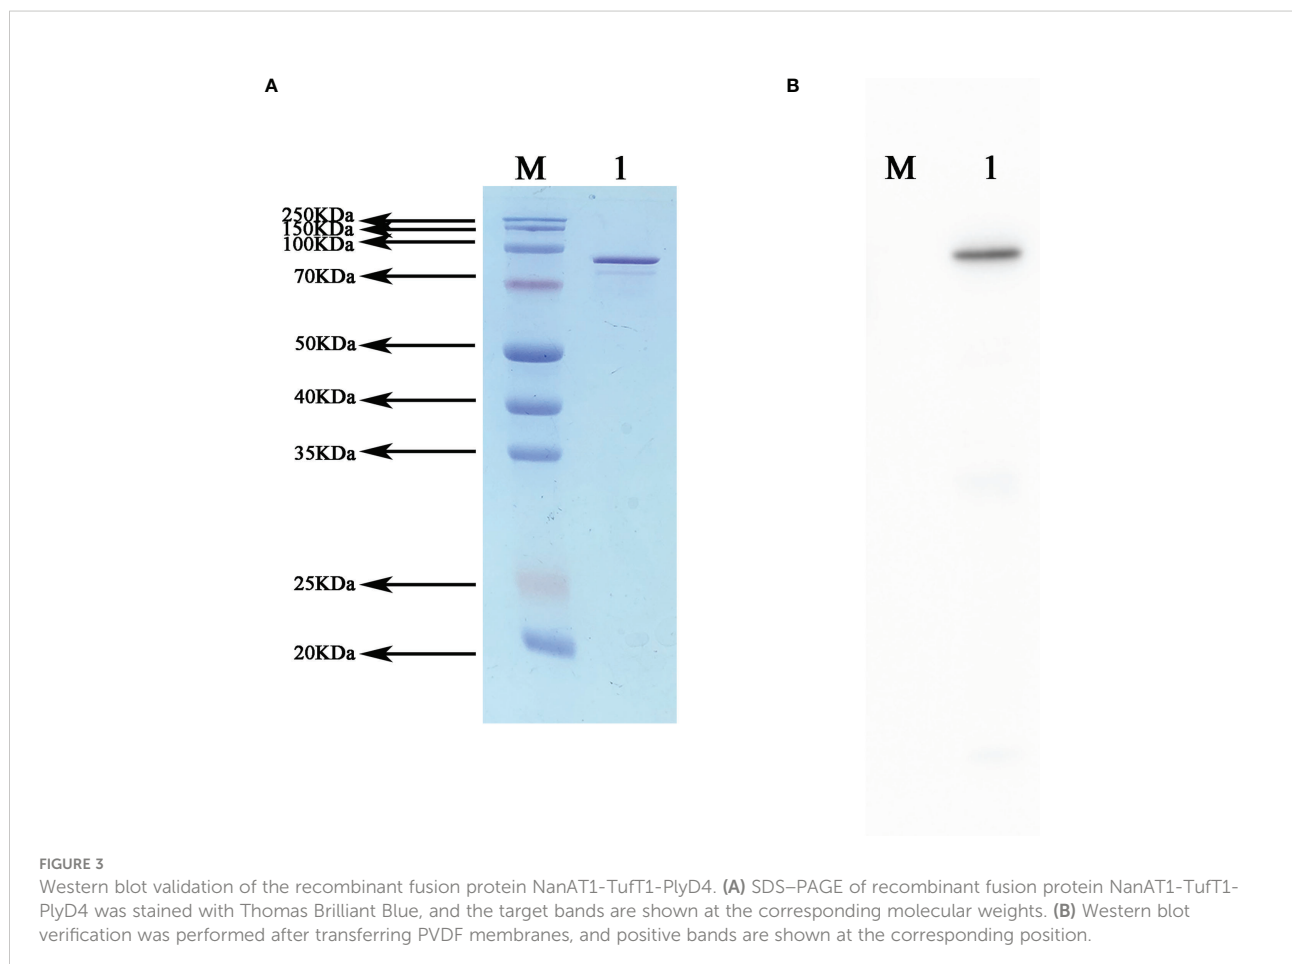 A
B
M 1
M 1
250KDa
150KDa
100KDa
70KDa
50KDa
40KDa
35KDa
25KDa
20KDa
FIGURE 3
Western blot validation of the recombinant fusion protein NanAT1-TufT1-PlyD4. (A) SDS–PAGE of recombinant fusion protein NanAT1-TufT1-
PlyD4 was stained with Thomas Brilliant Blue, and the target bands are shown at the corresponding molecular weights. (B) Western blot
verification was performed after transferring PVDF membranes, and positive bands are shown at the corresponding position.